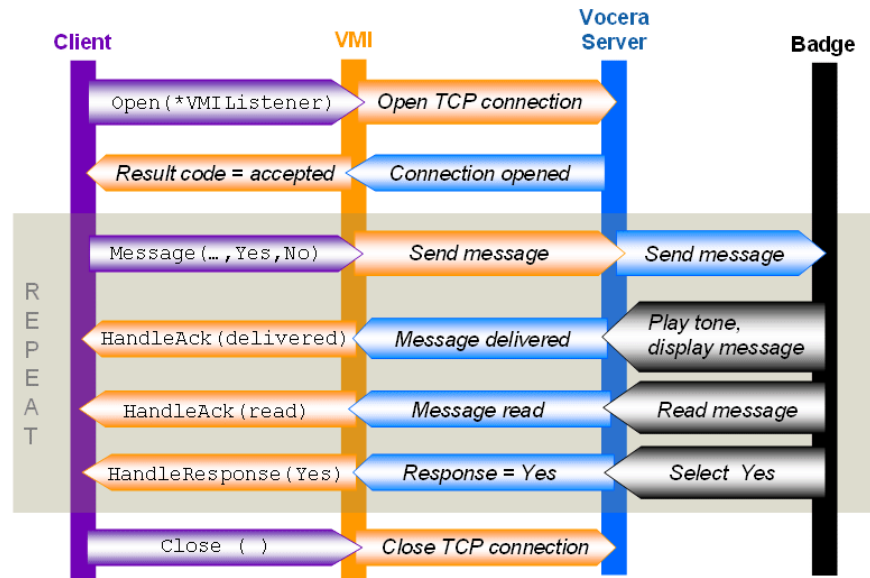 Client
VMI
Vocera
Server
Badge
Open(*VMIListener)
Open TCP connection
Result code = accepted
Connection opened
REPEAT
Message(…,Yes,No)
Send message
Send message
HandleAck(delivered)
Message delivered
Play tone,
display message
HandleAck(read)
Message read
Read message
HandleResponse(Yes)
Response = Yes
Select Yes
Close ( )
Close TCP connection